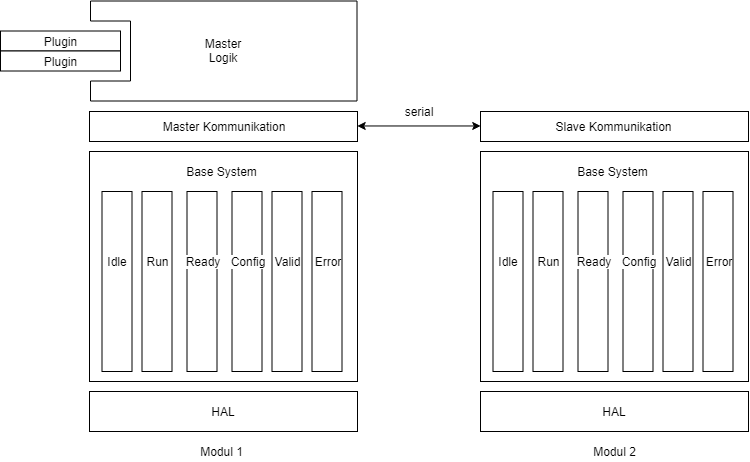 Plugin
Plugin
Master
Logik
Master Kommunikation
serial
Slave Kommunikation
Base System
Idle
Run
Ready
Config
Valid
Error
HAL
Modul 1
Base System
Idle
Run
Ready
Config
Valid
Error
HAL
Modul 2